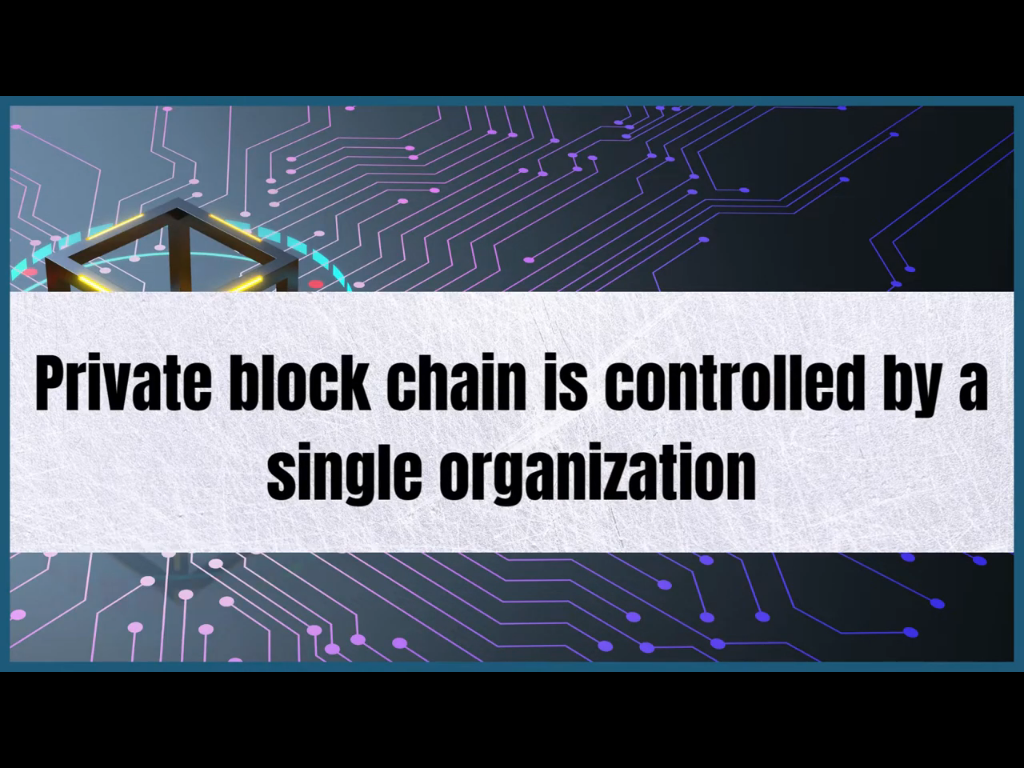 Private block chain is controlled by a
single organization